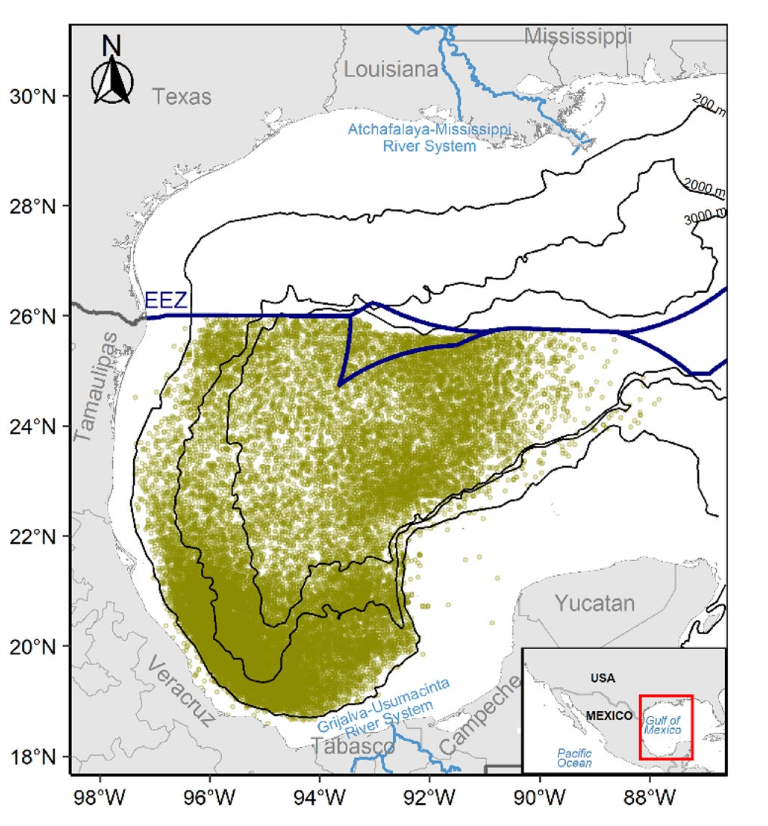 N
Mississippi
Louisiana
Texas
30°N
200 m
Atchafalaya-Mississippi
River System
2000 m
28°N
3000 m
EEZ
26°N
Tamaulipas
24°N
22°N
Yucatan
20°N
Veracruz
Grijalva-Usumacinta
River System
Campeche
Tabasco
18°N
USA
MEXICO
Gulf of
Mexico
Pacific
Ocean
98°W
96°W
94°W
92°W
90°W
88°W